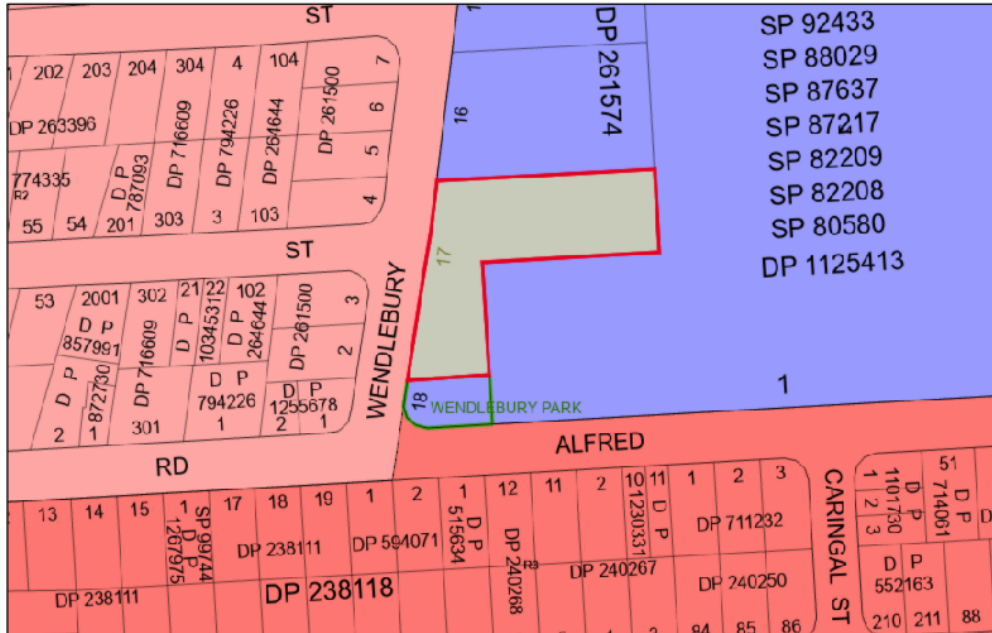 ST
202 203 204 304 4 104 7
6
5
4
DP 263396
DP 716609
DP 794226
DP 264644
DP 261500
774335
R2
D P
787093
55 54 201 303 3 103
16
DP 261574
SP 92433
SP 88029
SP 87637
SP 87217
SP 82209
SP 82208
SP 80580
DP 1125413
17
ST
WENDLEBURY
53 2001 302 21 22 102 3
2
D P
857991
DP 716609
D P
1034531
D P
264644
DP 261500
D P
872730
D P
794226
D P
1255678
2 1 301 1 2 1
18
WENDLEBURY PARK
1
RD
ALFRED
13 14 15 1 17 18 19 1 2 1 12 11 2 10 11 1 2 3
D P
1267975
SP 99744
DP 238111
DP 594071
D P
515634
DP 240268
R3
D P
1230331
DP 711232
DP 240267
DP 240250
DP 238111
DP 238118
84 85 86
CARINGAL ST
1
2
3
D P
1101730
51
D P
714061
D P
552163
210 211 88